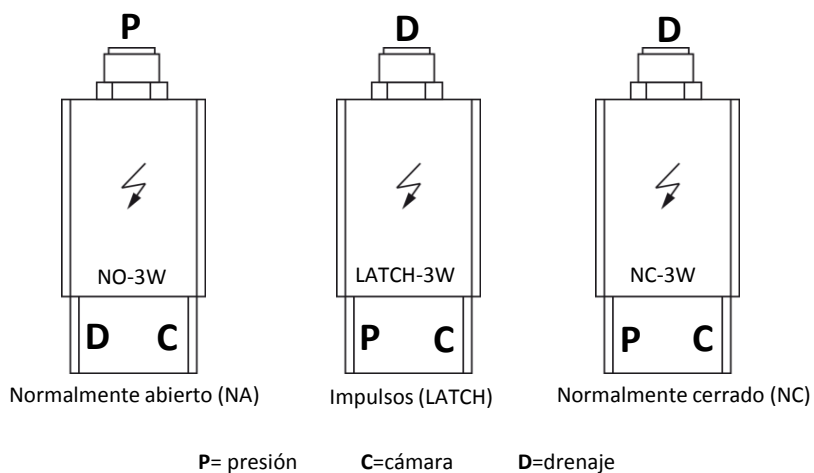 P D D
NO-3W LATCH-3W NC-3W
D C P C P C
Normalmente abierto (NA) Impulsos (LATCH) Normalmente cerrado (NC)
P= presión C=cámara D=drenaje